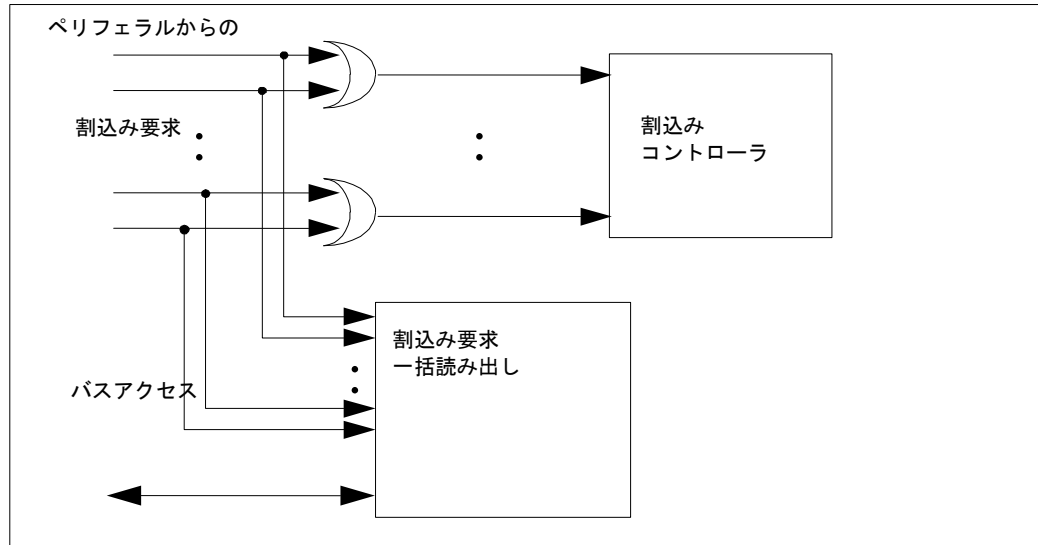 ペリフェラルからの
割込み要求
割込み
コントローラ
割込み要求
一括読み出し
バスアクセス